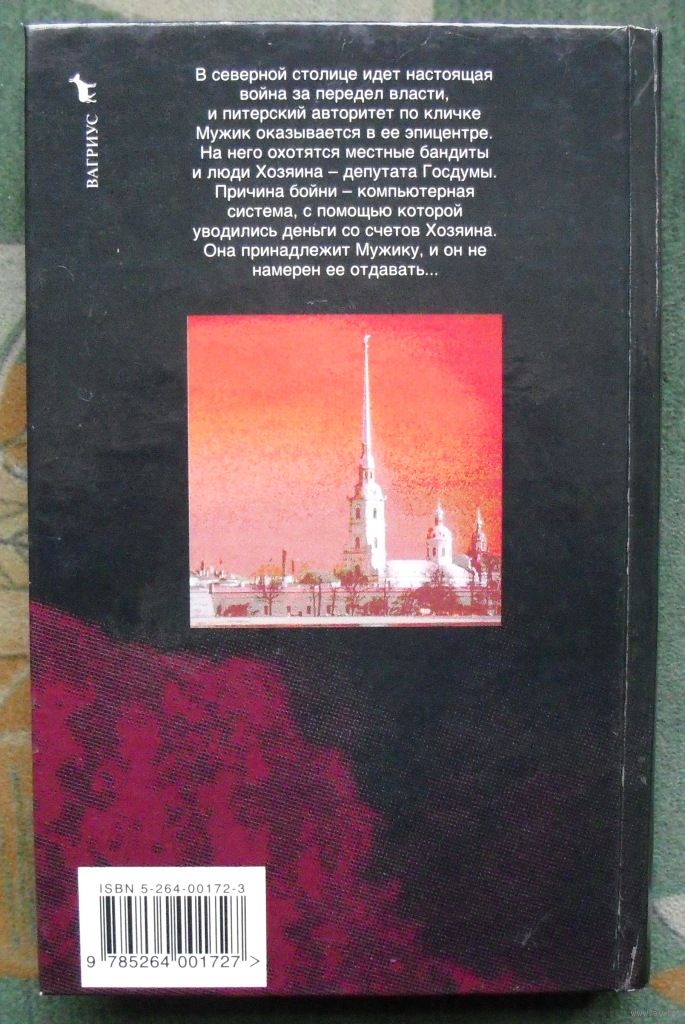 В северной столице идет настоящая
война за передел власти,
и питерский авторитет по кличке
Мужик оказывается в ее эпицентре.
На него охотятся местные бандиты
и люди Хозяина – депутата Госдумы.
Причина бойни – компьютерная
система, с помощью которой
уводились деньги со счетов Хозяина.
Она принадлежит Мужику, и он не
намерен ее отдавать...
ВАГРИУС
ISBN 5-264-00172-3
9 785264 001727 >